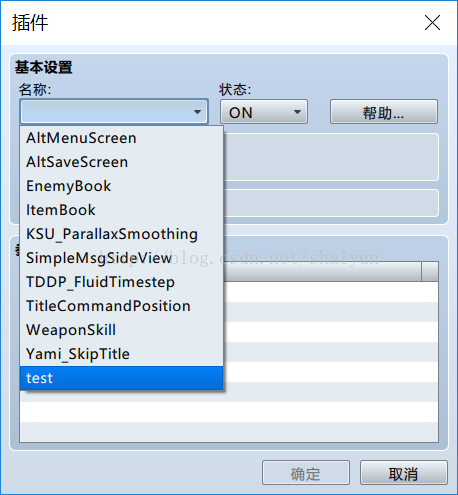 插件
基本设置
名称:
状态:
ON
帮助...
AltMenuScreen
AltSaveScreen
EnemyBook
ItemBook
KSU_ParallaxSmoothing
SimpleMsgSideView
http://blog.csdn.net/shalyun
TDDP_FluidTimestep
TitleCommandPosition
WeaponSkill
Yami_SkipTitle
test
确定
取消